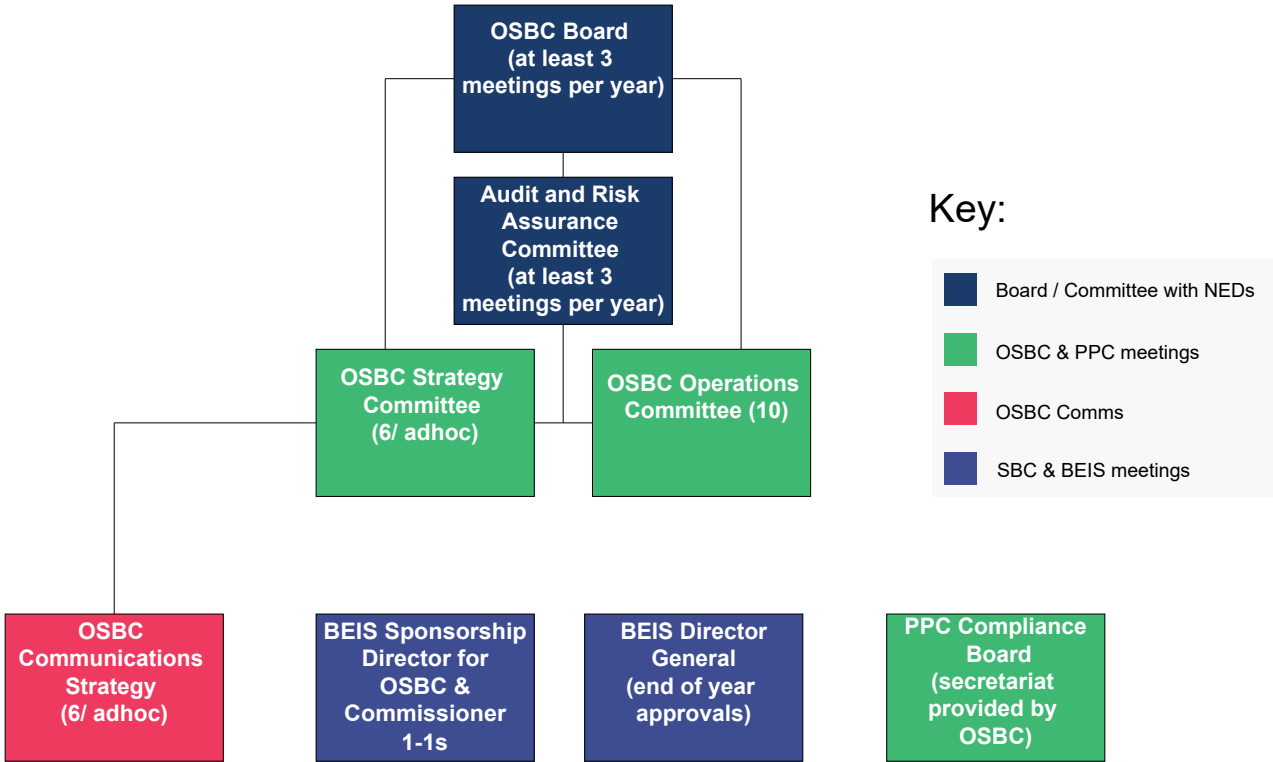 OSBC Board
(at least 3
meetings per year)
Audit and Risk
Assurance
Committee
(at least 3
meetings per year)
Key:
Board / Committee with NEDs
OSBC & PPC meetings
OSBC Comms
SBC & BEIS meetings
OSBC Strategy
Committee
(6/ adhoc)
OSBC Operations
Committee (10)
OSBC
Communications
Strategy
(6/ adhoc)
BEIS Sponsorship
Director for
OSBC &
Commissioner
1-1s
BEIS Director
General
(end of year
approvals)
PPC Compliance
Board
(secretariat
provided by
OSBC)